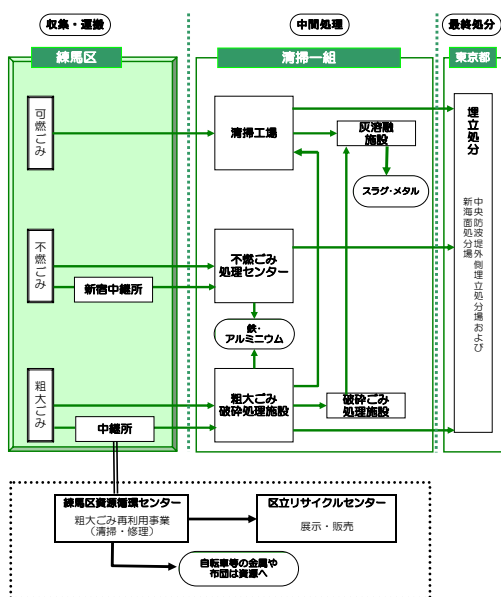 収集・運搬
中間処理
最終処分
練馬区
清掃一組
東京都
可燃ごみ
清掃工場
灰溶融
施設
スラグ・メタル
埋立処分
中央防波堤外側埋立処分場および
新海面処分場
不燃ごみ
新宿中継所
不燃ごみ
処理センター
鉄・
アルミニウム
粗大ごみ
中継所
粗大ごみ
破砕処理施設
破砕ごみ
処理施設
練馬区資源循環センター
粗大ごみ再利用事業
（清掃・修理）
区立リサイクルセンター
展示・販売
自転車等の金属や
布団は資源へ